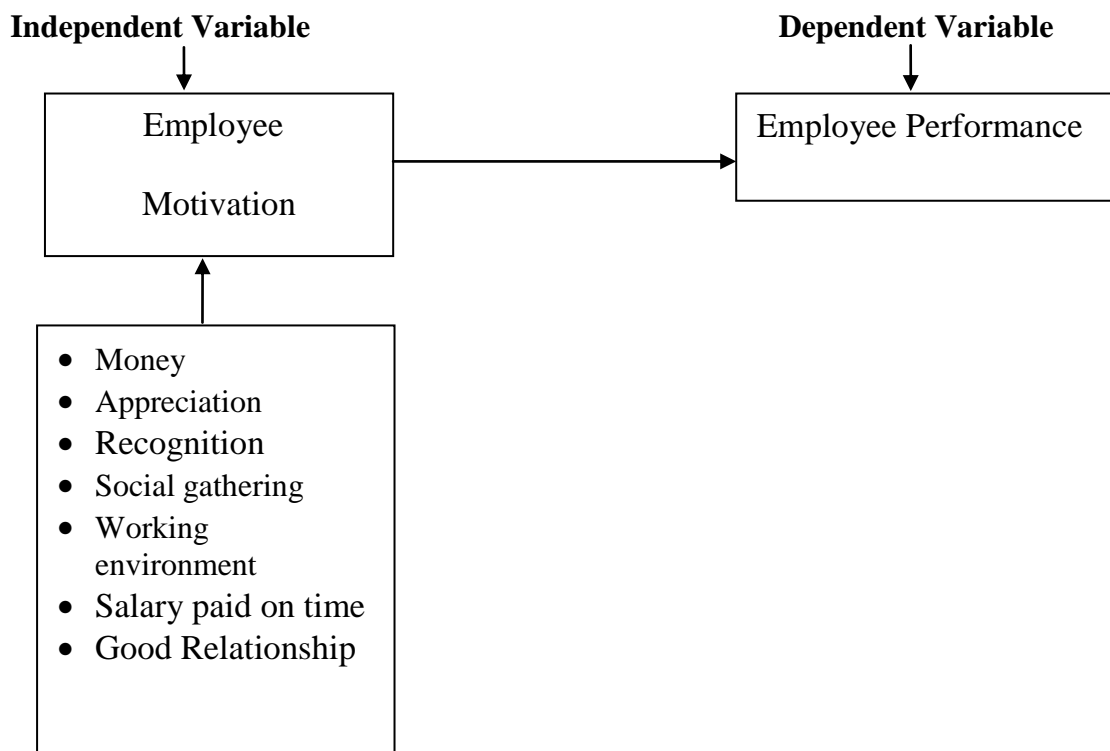 Independent Variable
Dependent Variable
Employee
Motivation
Employee Performance
• Money
• Appreciation
• Recognition
• Social gathering
• Working
environment
• Salary paid on time
• Good Relationship